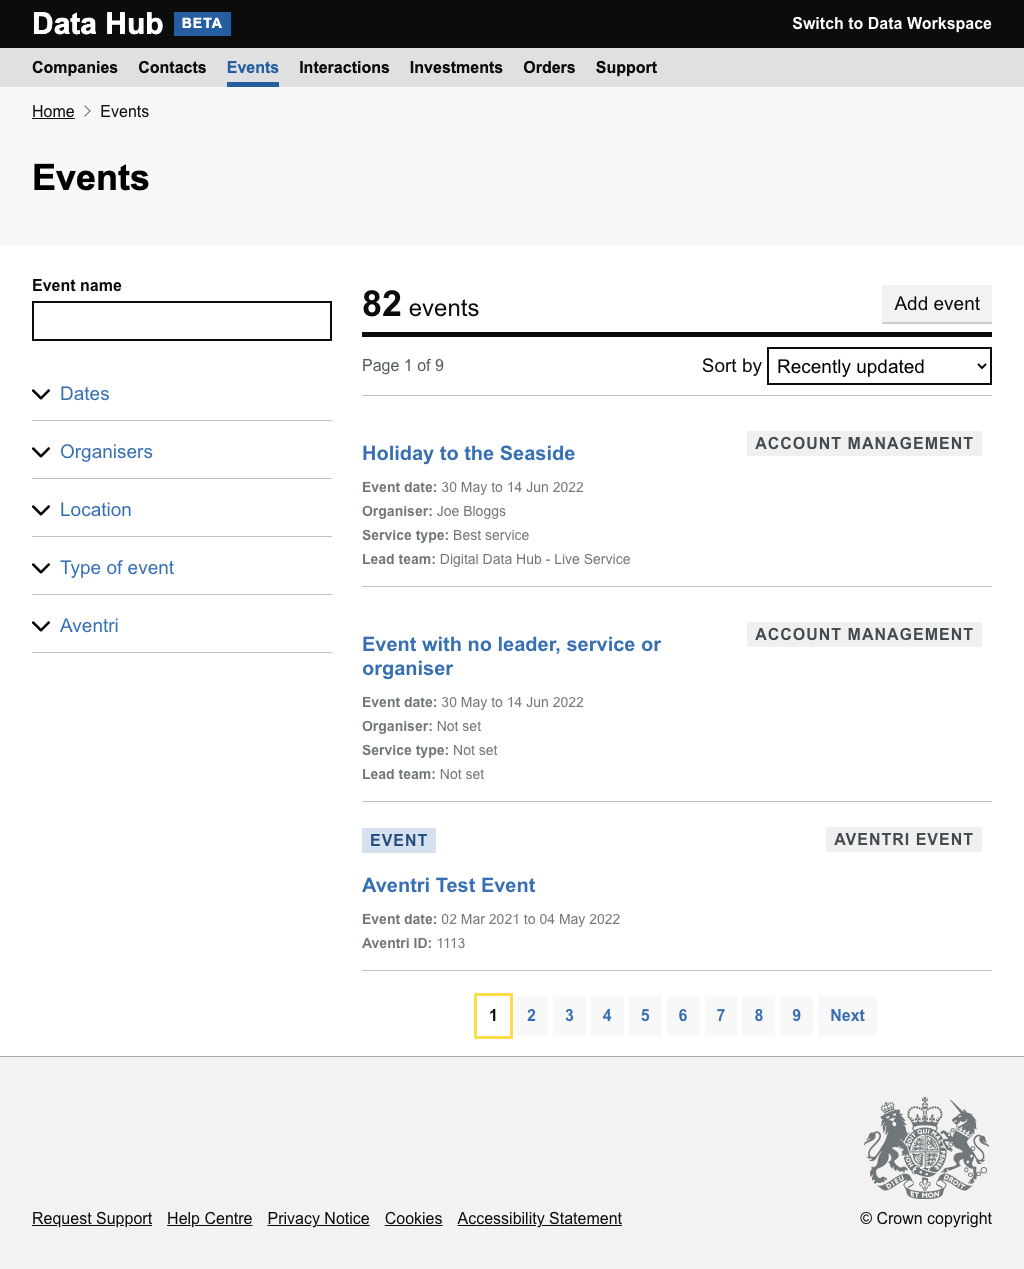 Data Hub BETA
Switch to Data Workspace
Companies Contacts Events Interactions Investments Orders Support
Home Events
Events
Event name
Dates
Organisers
Location
Type of event
Aventri
82 events
Add event
Page 1 of 9
Sort by Recently updated
ACCOUNT MANAGEMENT
Holiday to the Seaside
Event date: 30 May to 14 Jun 2022
Organiser: Joe Bloggs
Service type: Best service
Lead team: Digital Data Hub - Live Service
ACCOUNT MANAGEMENT
Event with no leader, service or
organiser
Event date: 30 May to 14 Jun 2022
Organiser: Not set
Service type: Not set
Lead team: Not set
EVENT
AVENTRI EVENT
Aventri Test Event
Event date: 02 Mar 2021 to 04 May 2022
Aventri ID: 1113
1 2 3 4 5 6 7 8 9 Next
DIEU ET MON DROIT
Request Support Help Centre Privacy Notice Cookies Accessibility Statement
© Crown copyright